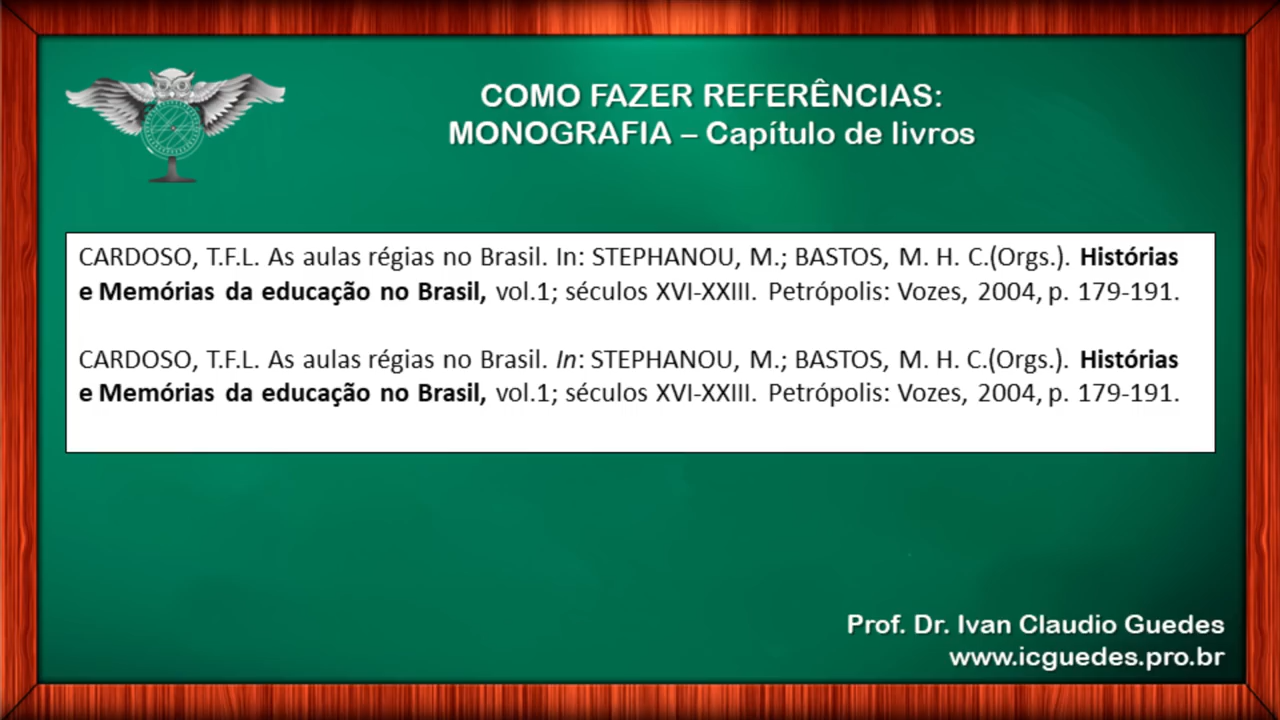 COMO FAZER REFERÊNCIAS:
MONOGRAFIA – Capítulo de livros
CARDOSO, T.F.L. As aulas régias no Brasil. In: STEPHANOU, M.; BASTOS, M. H. C.(Orgs.). Histórias
e Memórias da educação no Brasil, vol.1; séculos XVI-XXIII. Petrópolis: Vozes, 2004, p. 179-191.
CARDOSO, T.F.L. As aulas régias no Brasil. In: STEPHANOU, M.; BASTOS, M. H. C.(Orgs.). Histórias
e Memórias da educação no Brasil, vol.1; séculos XVI-XXIII. Petrópolis: Vozes, 2004, p. 179-191.
Prof. Dr. Ivan Claudio Guedes
www.icguedes.pro.br